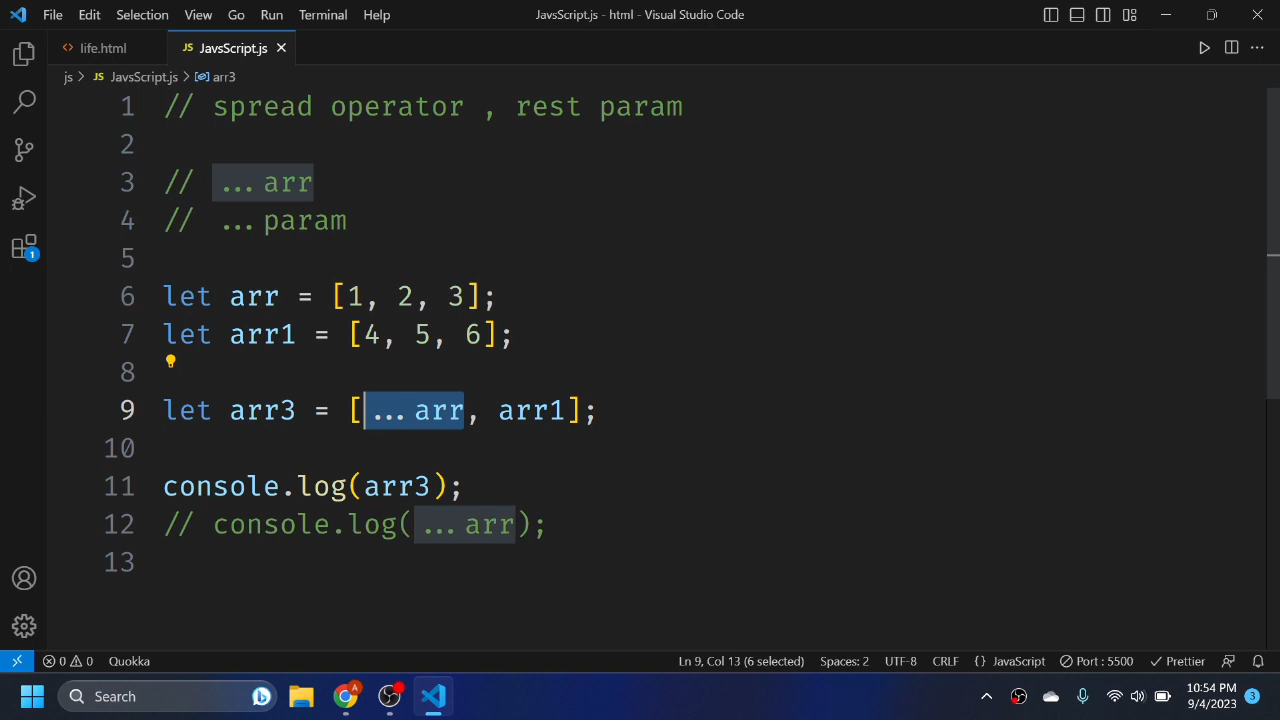 File Edit Selection View Go Run Terminal Help JavsScript.js - html - Visual Studio Code
<> life.html JS JavsScript.js
js > JS JavsScript.js > arr3
1 // spread operator , rest param
2
3 // ...arr
4 // ...param
5
6 let arr = [1, 2, 3];
7 let arr1 = [4, 5, 6];
8
9 let arr3 = [...arr, arr1];
10
11 console.log(arr3);
12 // console.log(...arr);
13
1
0 0 Quokka Ln 9, Col 13 (6 selected) Spaces: 2 UTF-8 CRLF {} JavaScript Port : 5500 Prettier
Search A 10:54 PM
9/4/2023 3